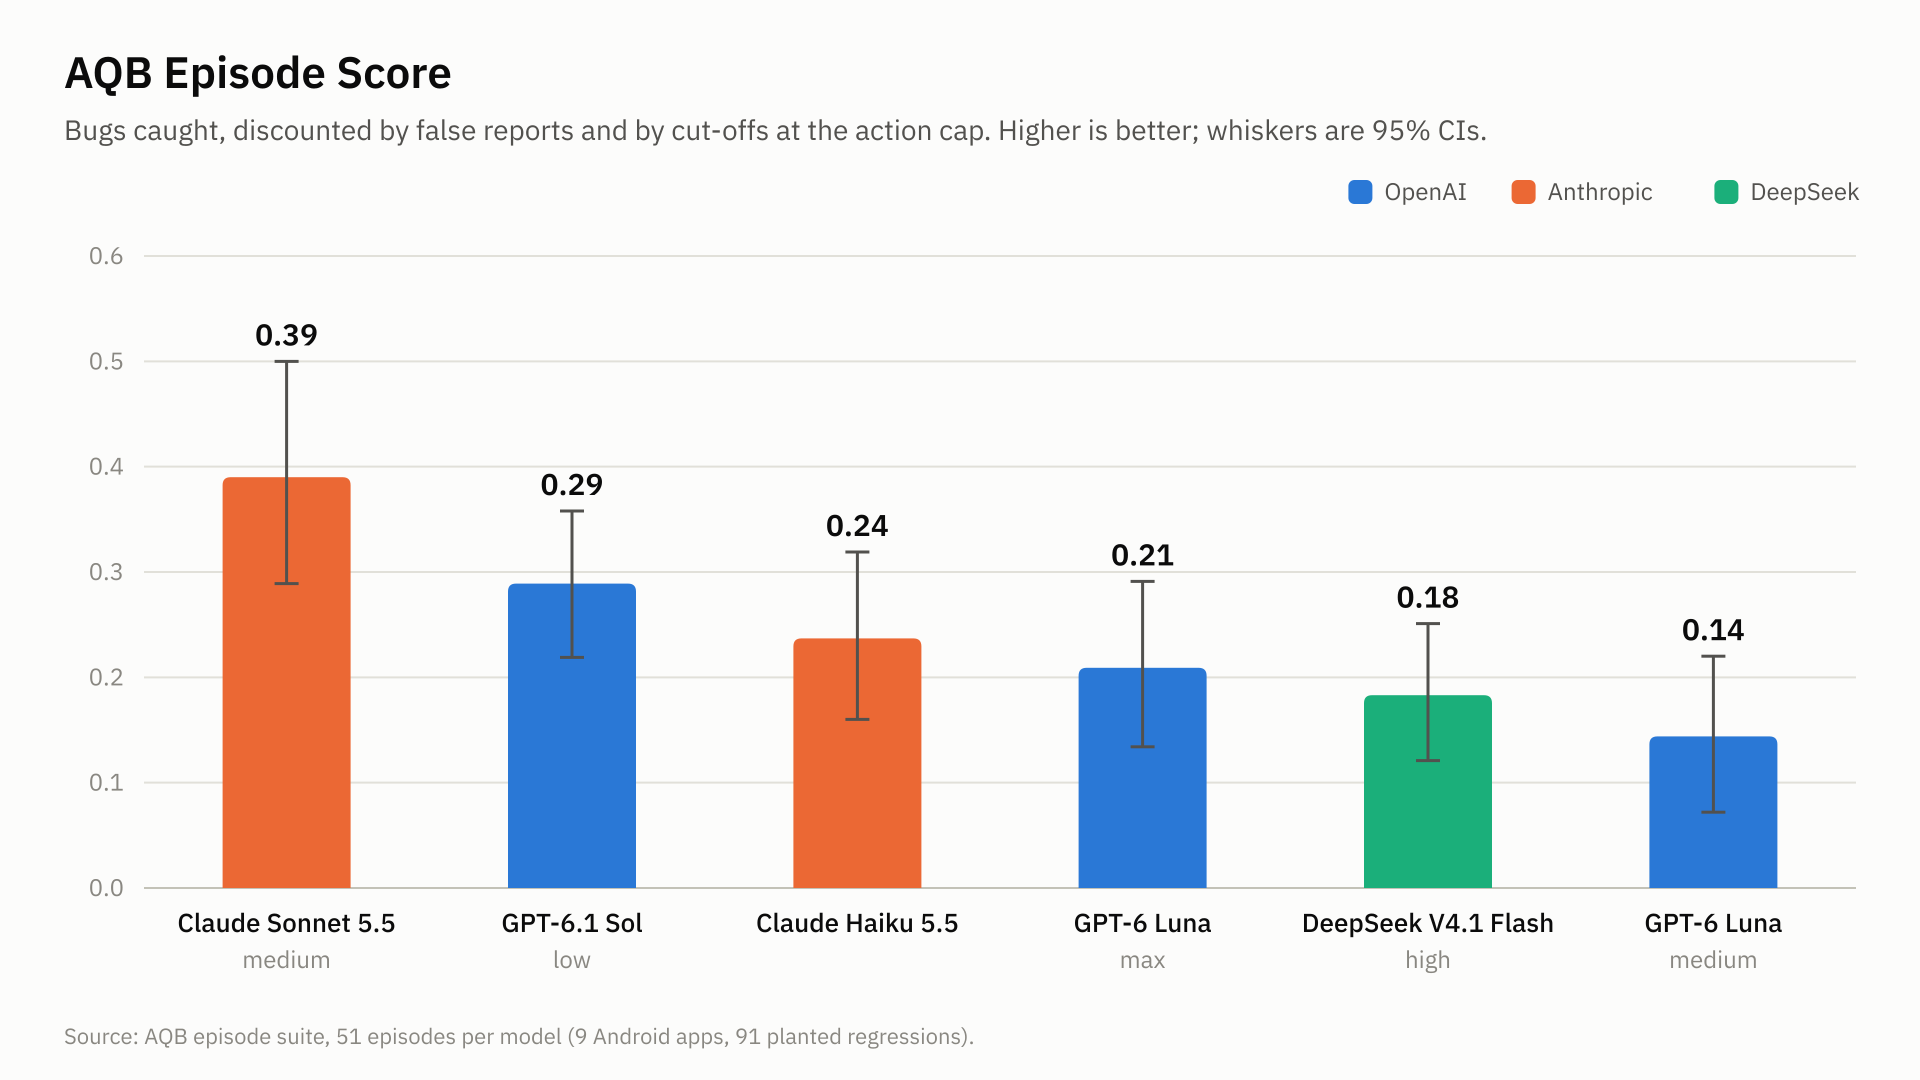 AQB Episode Score
Bugs caught, discounted by false reports and by cut-offs at the action cap. Higher is better; whiskers are 95% CIs.
OpenAI Anthropic DeepSeek
0.6
0.5
0.4
0.3
0.2
0.1
0.0
0.39
0.29
0.24
0.21
0.18
0.14
Claude Sonnet 5.5
medium
GPT-6.1 Sol
low
Claude Haiku 5.5
GPT-6 Luna
max
DeepSeek V4.1 Flash
high
GPT-6 Luna
medium
Source: AQB episode suite, 51 episodes per model (9 Android apps, 91 planted regressions).